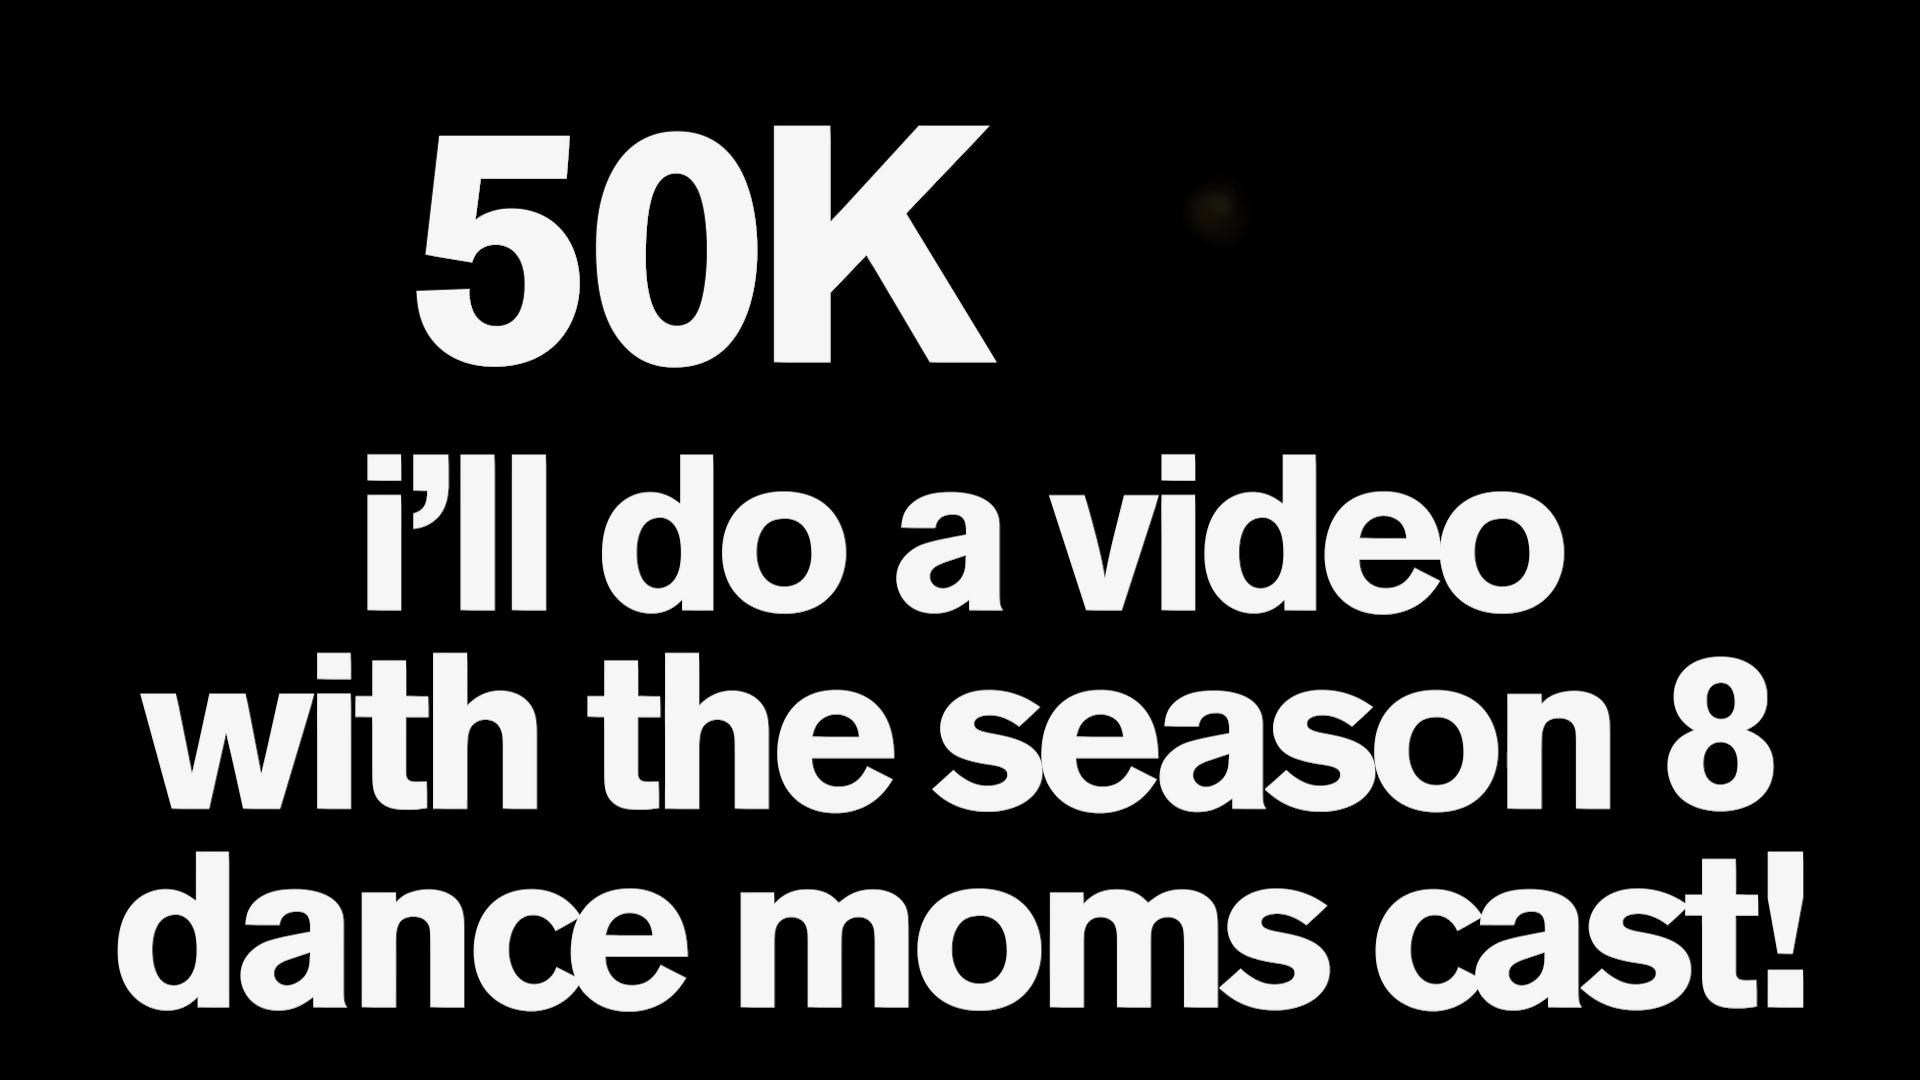 50K
i’ll do a video
with the season 8
dance moms cast!